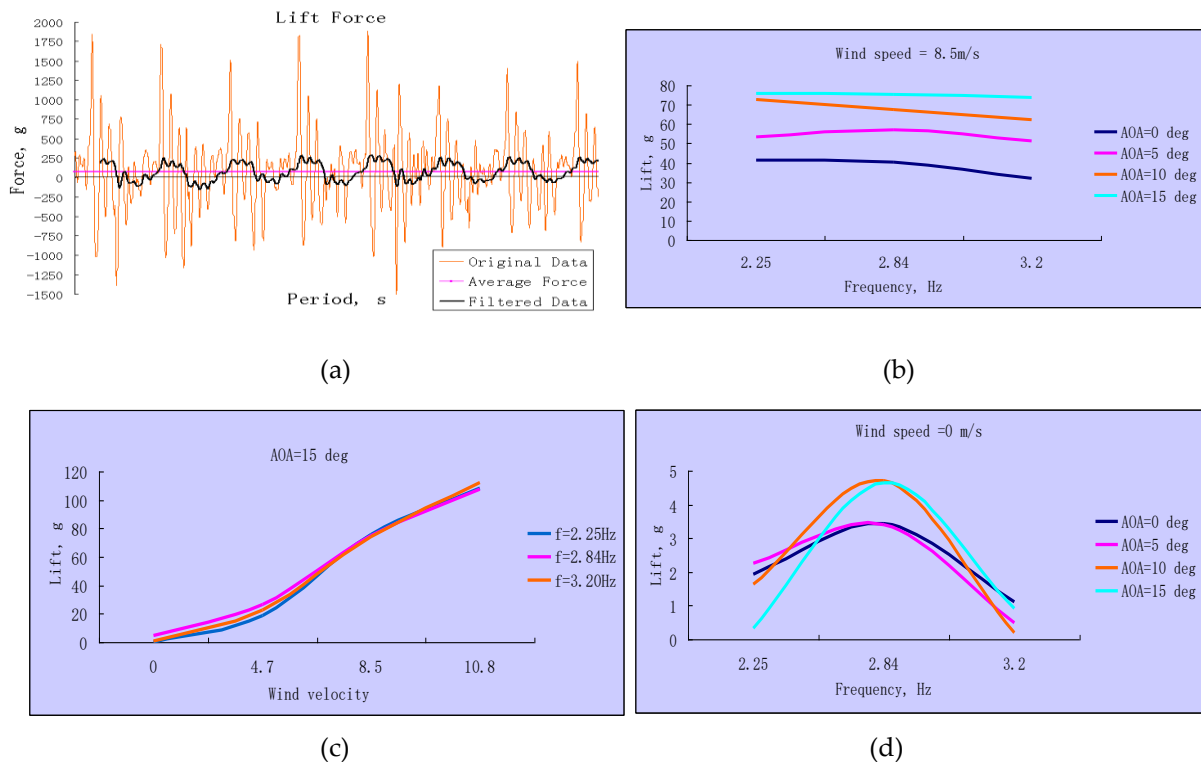 Lift Force
2000
1750
1500
1250
1000
750
500
250
0
-250
-500
-750
-1000
-1250
-1500
Force, g
Period, s
Original Data
Average Force
Filtered Data
(a)
Wind speed = 8.5m/s
80
70
60
50
40
30
20
10
0
Lift, g
2.25 2.84 3.2
Frequency, Hz
AOA=0 deg
AOA=5 deg
AOA=10 deg
AOA=15 deg
(b)
AOA=15 deg
120
100
80
60
40
20
0
Lift, g
0 4.7 8.5 10.8
Wind velocity
f=2.25Hz
f=2.84Hz
f=3.20Hz
(c)
Wind speed =0 m/s
5
4
3
2
1
0
Lift, g
2.25 2.84 3.2
Frequency, Hz
AOA=0 deg
AOA=5 deg
AOA=10 deg
AOA=15 deg
(d)